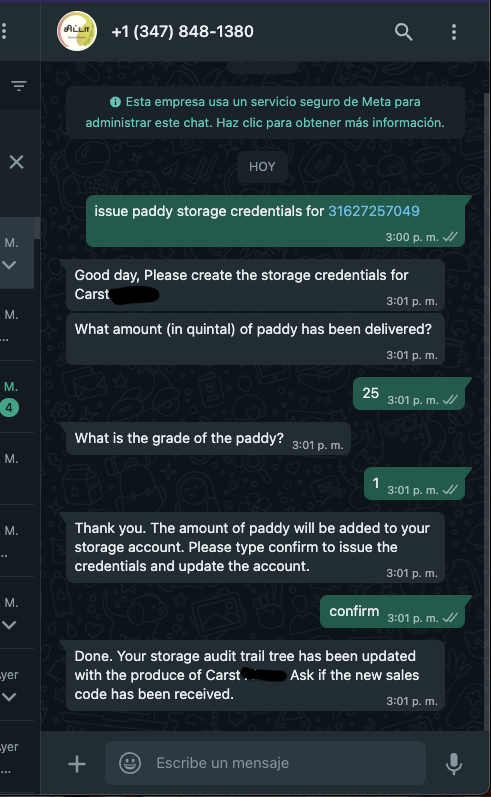 சிட்டா
+1 (347) 848-1380
Esta empresa usa un servicio seguro de Meta para
administrar este chat. Haz clic para obtener más información.
HOY
issue paddy storage credentials for 31627257049
3:00 p. m.
M.
Good day, Please create the storage credentials for
Carst
3:01 p. m.
M.
...
What amount (in quintal) of paddy has been delivered?
3:01 p. m.
M.
4
25
3:01 p. m.
What is the grade of the paddy?
3:01 p. m.
M.
1
3:01 p. m.
M.
..
Thank you. The amount of paddy will be added to your
storage account. Please type confirm to issue the
credentials and update the account.
3:01 p. m.
M.
confirm
3:01 p. m.
Done. Your storage audit trail tree has been updated
with the produce of Carst Ask if the new sales
code has been received.
3:01 p. m.
yer
yer
...
Escribe un mensaje